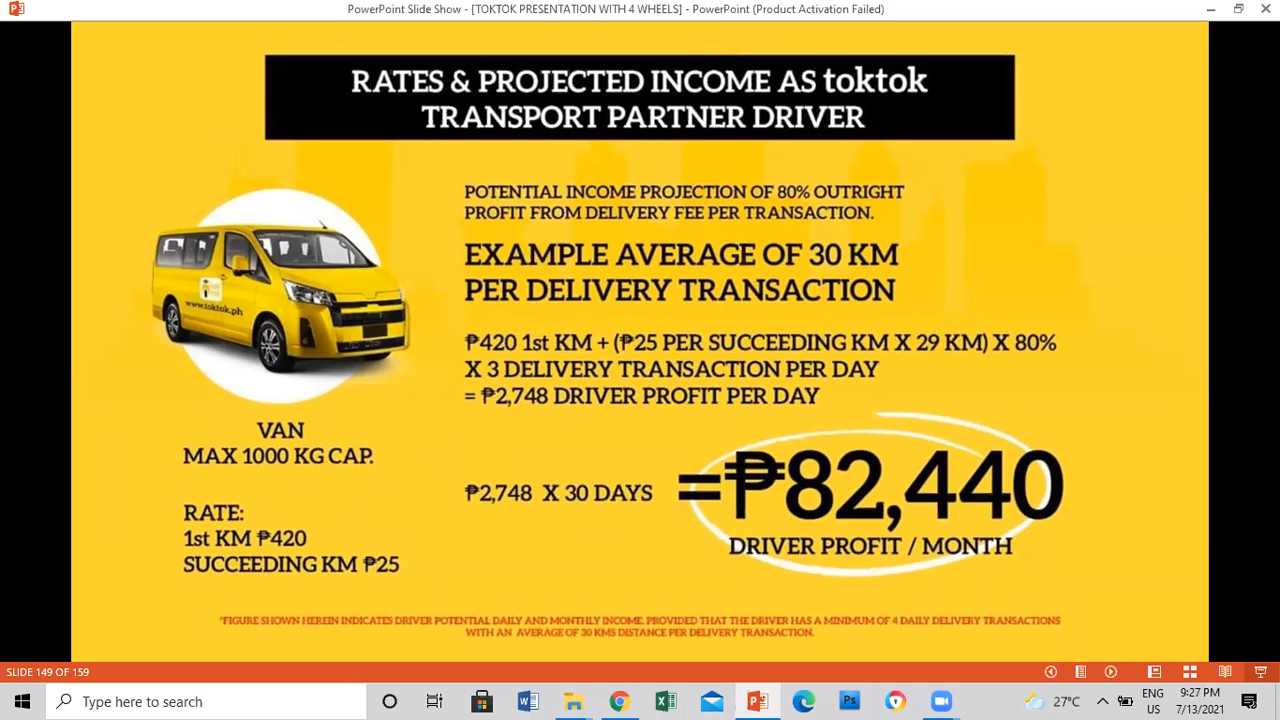 PowerPoint Slide Show - [TOKTOK PRESENTATION WITH 4 WHEELS] - PowerPoint (Product Activation Failed)
RATES & PROJECTED INCOME AS toktok
TRANSPORT PARTNER DRIVER
POTENTIAL INCOME PROJECTION OF 80% OUTRIGHT
PROFIT FROM DELIVERY FEE PER TRANSACTION.
EXAMPLE AVERAGE OF 30 KM
PER DELIVERY TRANSACTION
₱420 1st KM + (₱25 PER SUCCEEDING KM X 29 KM) X 80%
X 3 DELIVERY TRANSACTION PER DAY
= ₱2,748 DRIVER PROFIT PER DAY
www.toktok.ph
VAN
MAX 1000 KG CAP.
RATE:
1st KM ₱420
SUCCEEDING KM ₱25
₱2,748 X 30 DAYS
=₱82,440
DRIVER PROFIT / MONTH
*FIGURE SHOWN HEREIN INDICATES DRIVER POTENTIAL DAILY AND MONTHLY INCOME, PROVIDED THAT THE DRIVER HAS A MINIMUM OF 4 DAILY DELIVERY TRANSACTIONS
WITH AN AVERAGE OF 30 KMS DISTANCE PER DELIVERY TRANSACTION.
SLIDE 149 OF 159
Type here to search
27°C
ENG
US
9:27 PM
7/13/2021